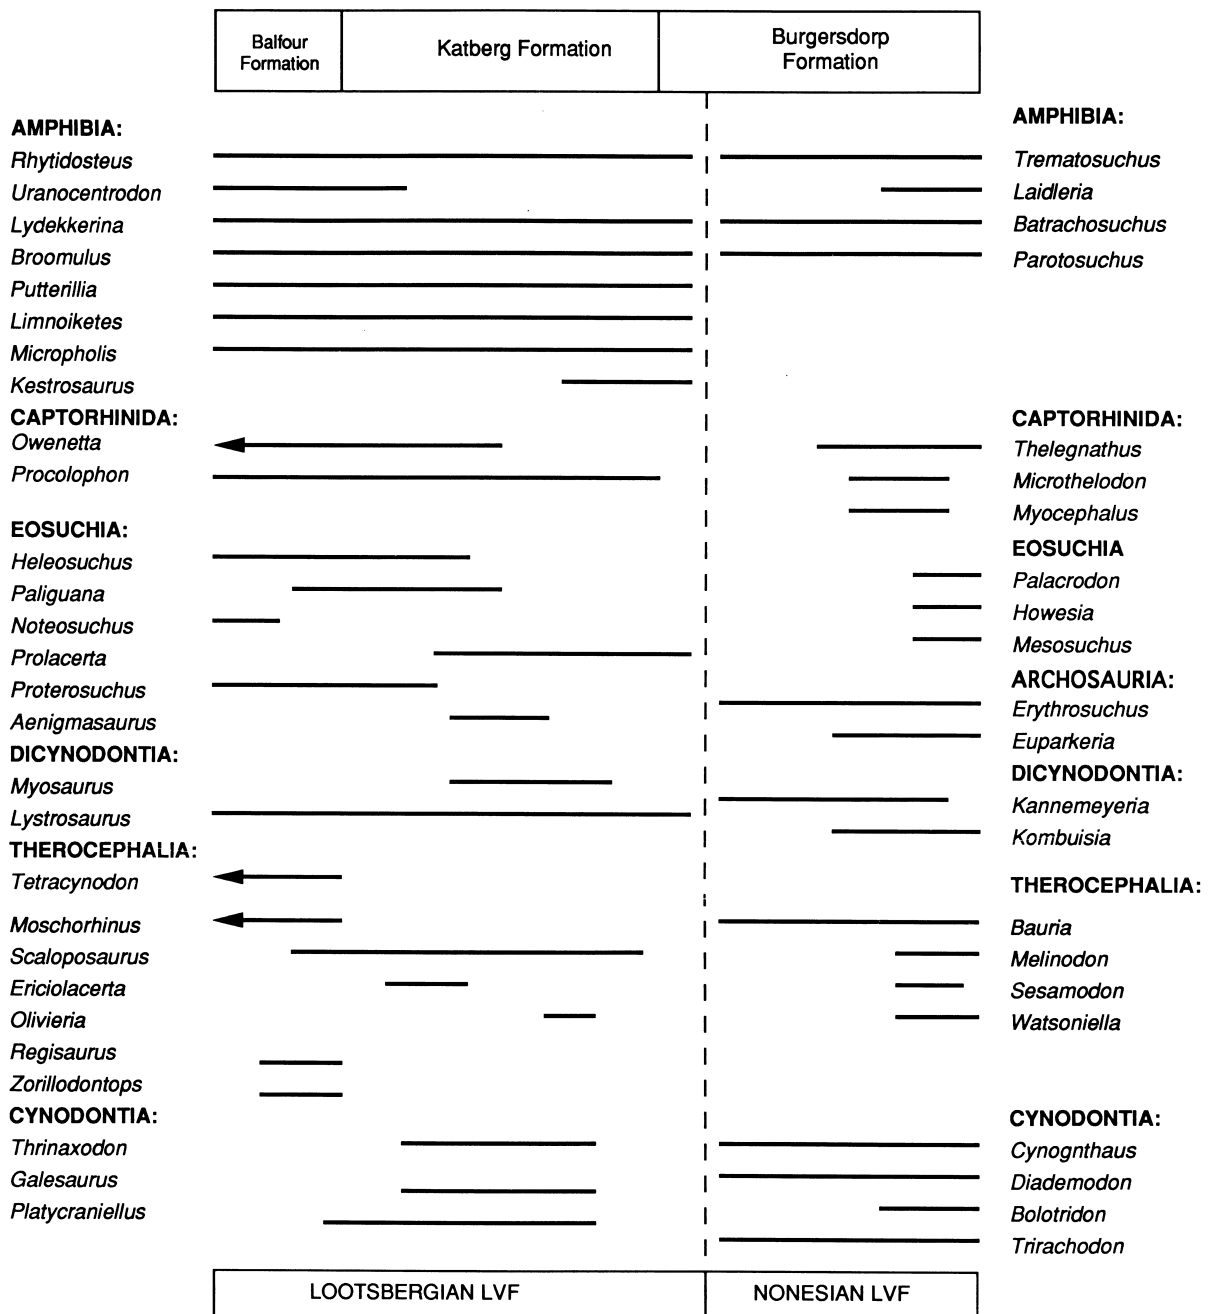 Balfour
Formation
Katberg Formation
Burgersdorp
Formation
AMPHIBIA:
Rhytidosteus
Uranocentrodon
Lydekkerina
Broomulus
Putterillia
Limnoiketes
Micropholis
Kestrosaurus
CAPTORHINIDA:
Owenetta
Procolophon
EOSUCHIA:
Heleosuchus
Paliguana
Noteosuchus
Prolacerta
Proterosuchus
Aenigmasaurus
DICYNODONTIA:
Myosaurus
Lystrosaurus
THEROCEPHALIA:
Tetracynodon
Moschorhinus
Scaloposaurus
Ericiolacerta
Olivieria
Regisaurus
Zorillodontops
CYNODONTIA:
Thrinaxodon
Galesaurus
Platycraniellus
AMPHIBIA:
Trematosuchus
Laidleria
Batrachosuchus
Parotosuchus
CAPTORHINIDA:
Thelegnathus
Microthelodon
Myocephalus
EOSUCHIA
Palacrodon
Howesia
Mesosuchus
ARCHOSAURIA:
Erythrosuchus
Euparkeria
DICYNODONTIA:
Kannemeyeria
Kombuisia
THEROCEPHALIA:
Bauria
Melinodon
Sesamodon
Watsoniella
CYNODONTIA:
Cynognthaus
Diademodon
Bolotridon
Trirachodon
LOOTSBERGIAN LVF
NONESIAN LVF